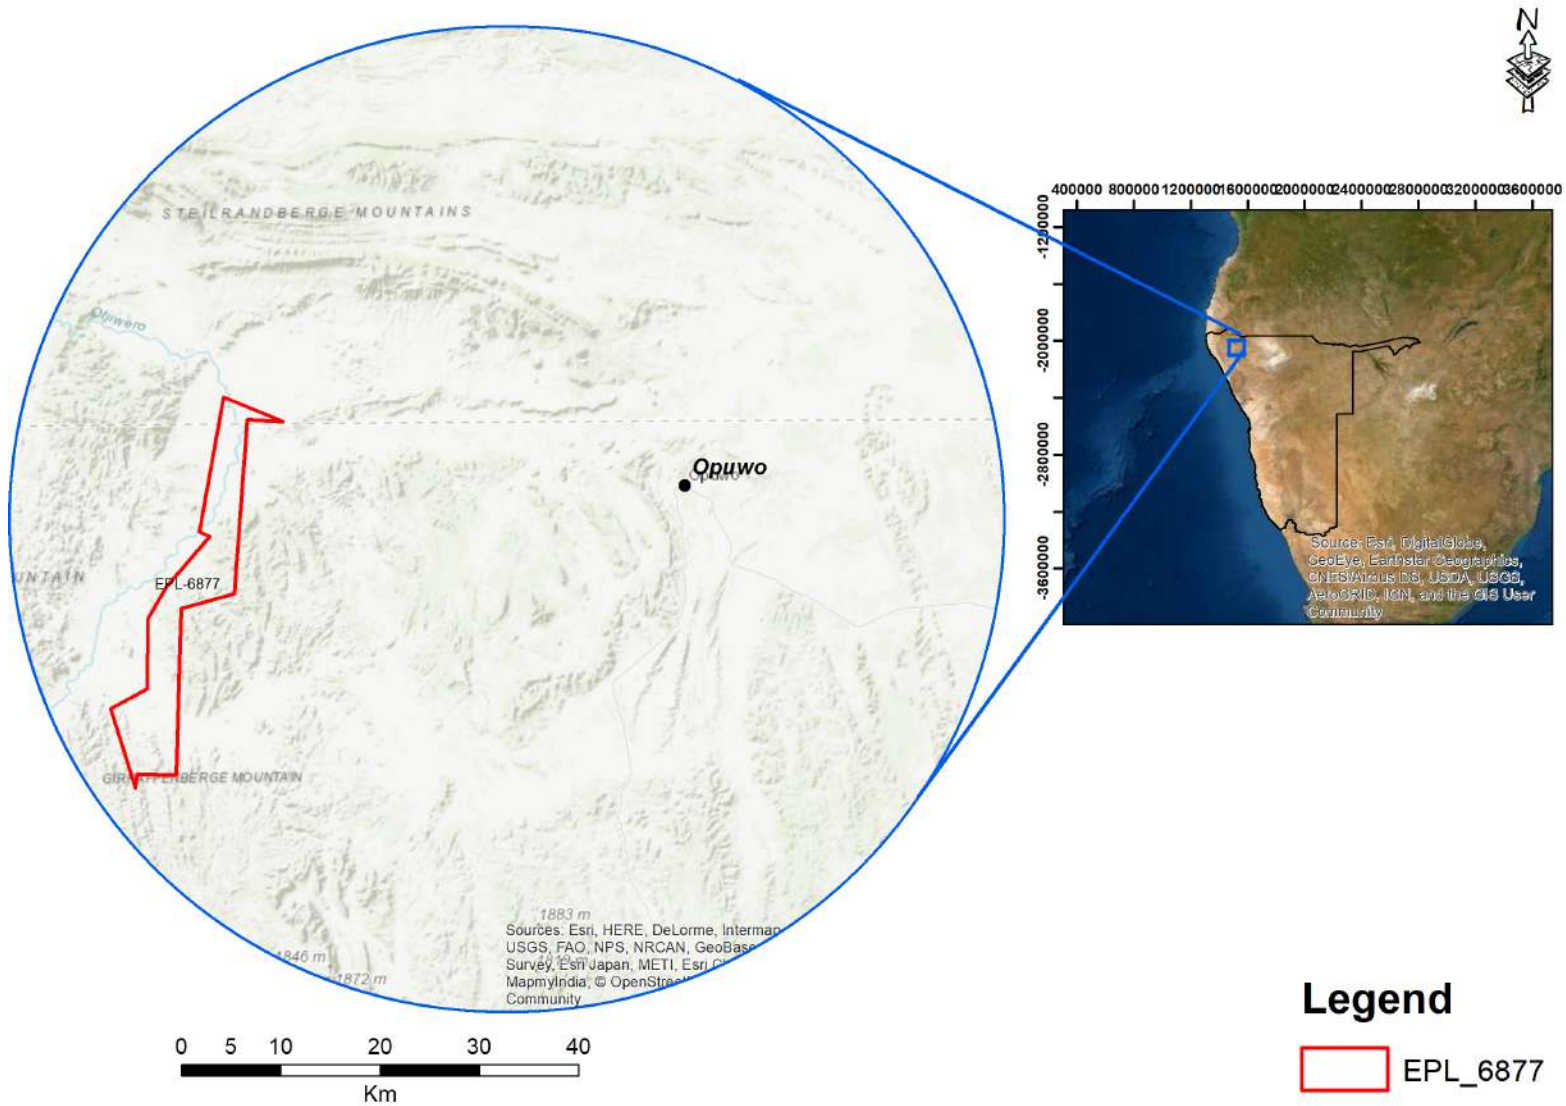 N
400000 800000 1200000 1600000 2000000 2400000 2800000 3200000 3600000
-1200000
-2000000
-2800000
-3600000
STEILRANDBERGE MOUNTAINS
Otjiwero
Opuwo
Opuwo
UNTAIN
EPL-6877
GIRAFFENBERGE MOUNTAIN
Source: Esri, DigitalGlobe,
GeoEye, Earthstar Geographics,
CNES/Airbus DS, USDA, USGS,
AeroGRID, IGN, and the GIS User
Community
1883 m
Sources: Esri, HERE, DeLorme, Intermap
USGS, FAO, NPS, NRCAN, GeoBase
Survey, Esri Japan, METI, Esri
MapmyIndia, © OpenStreet
Community
1846 m
1872 m
0 5 10 20 30 40
Km
Legend
EPL_6877